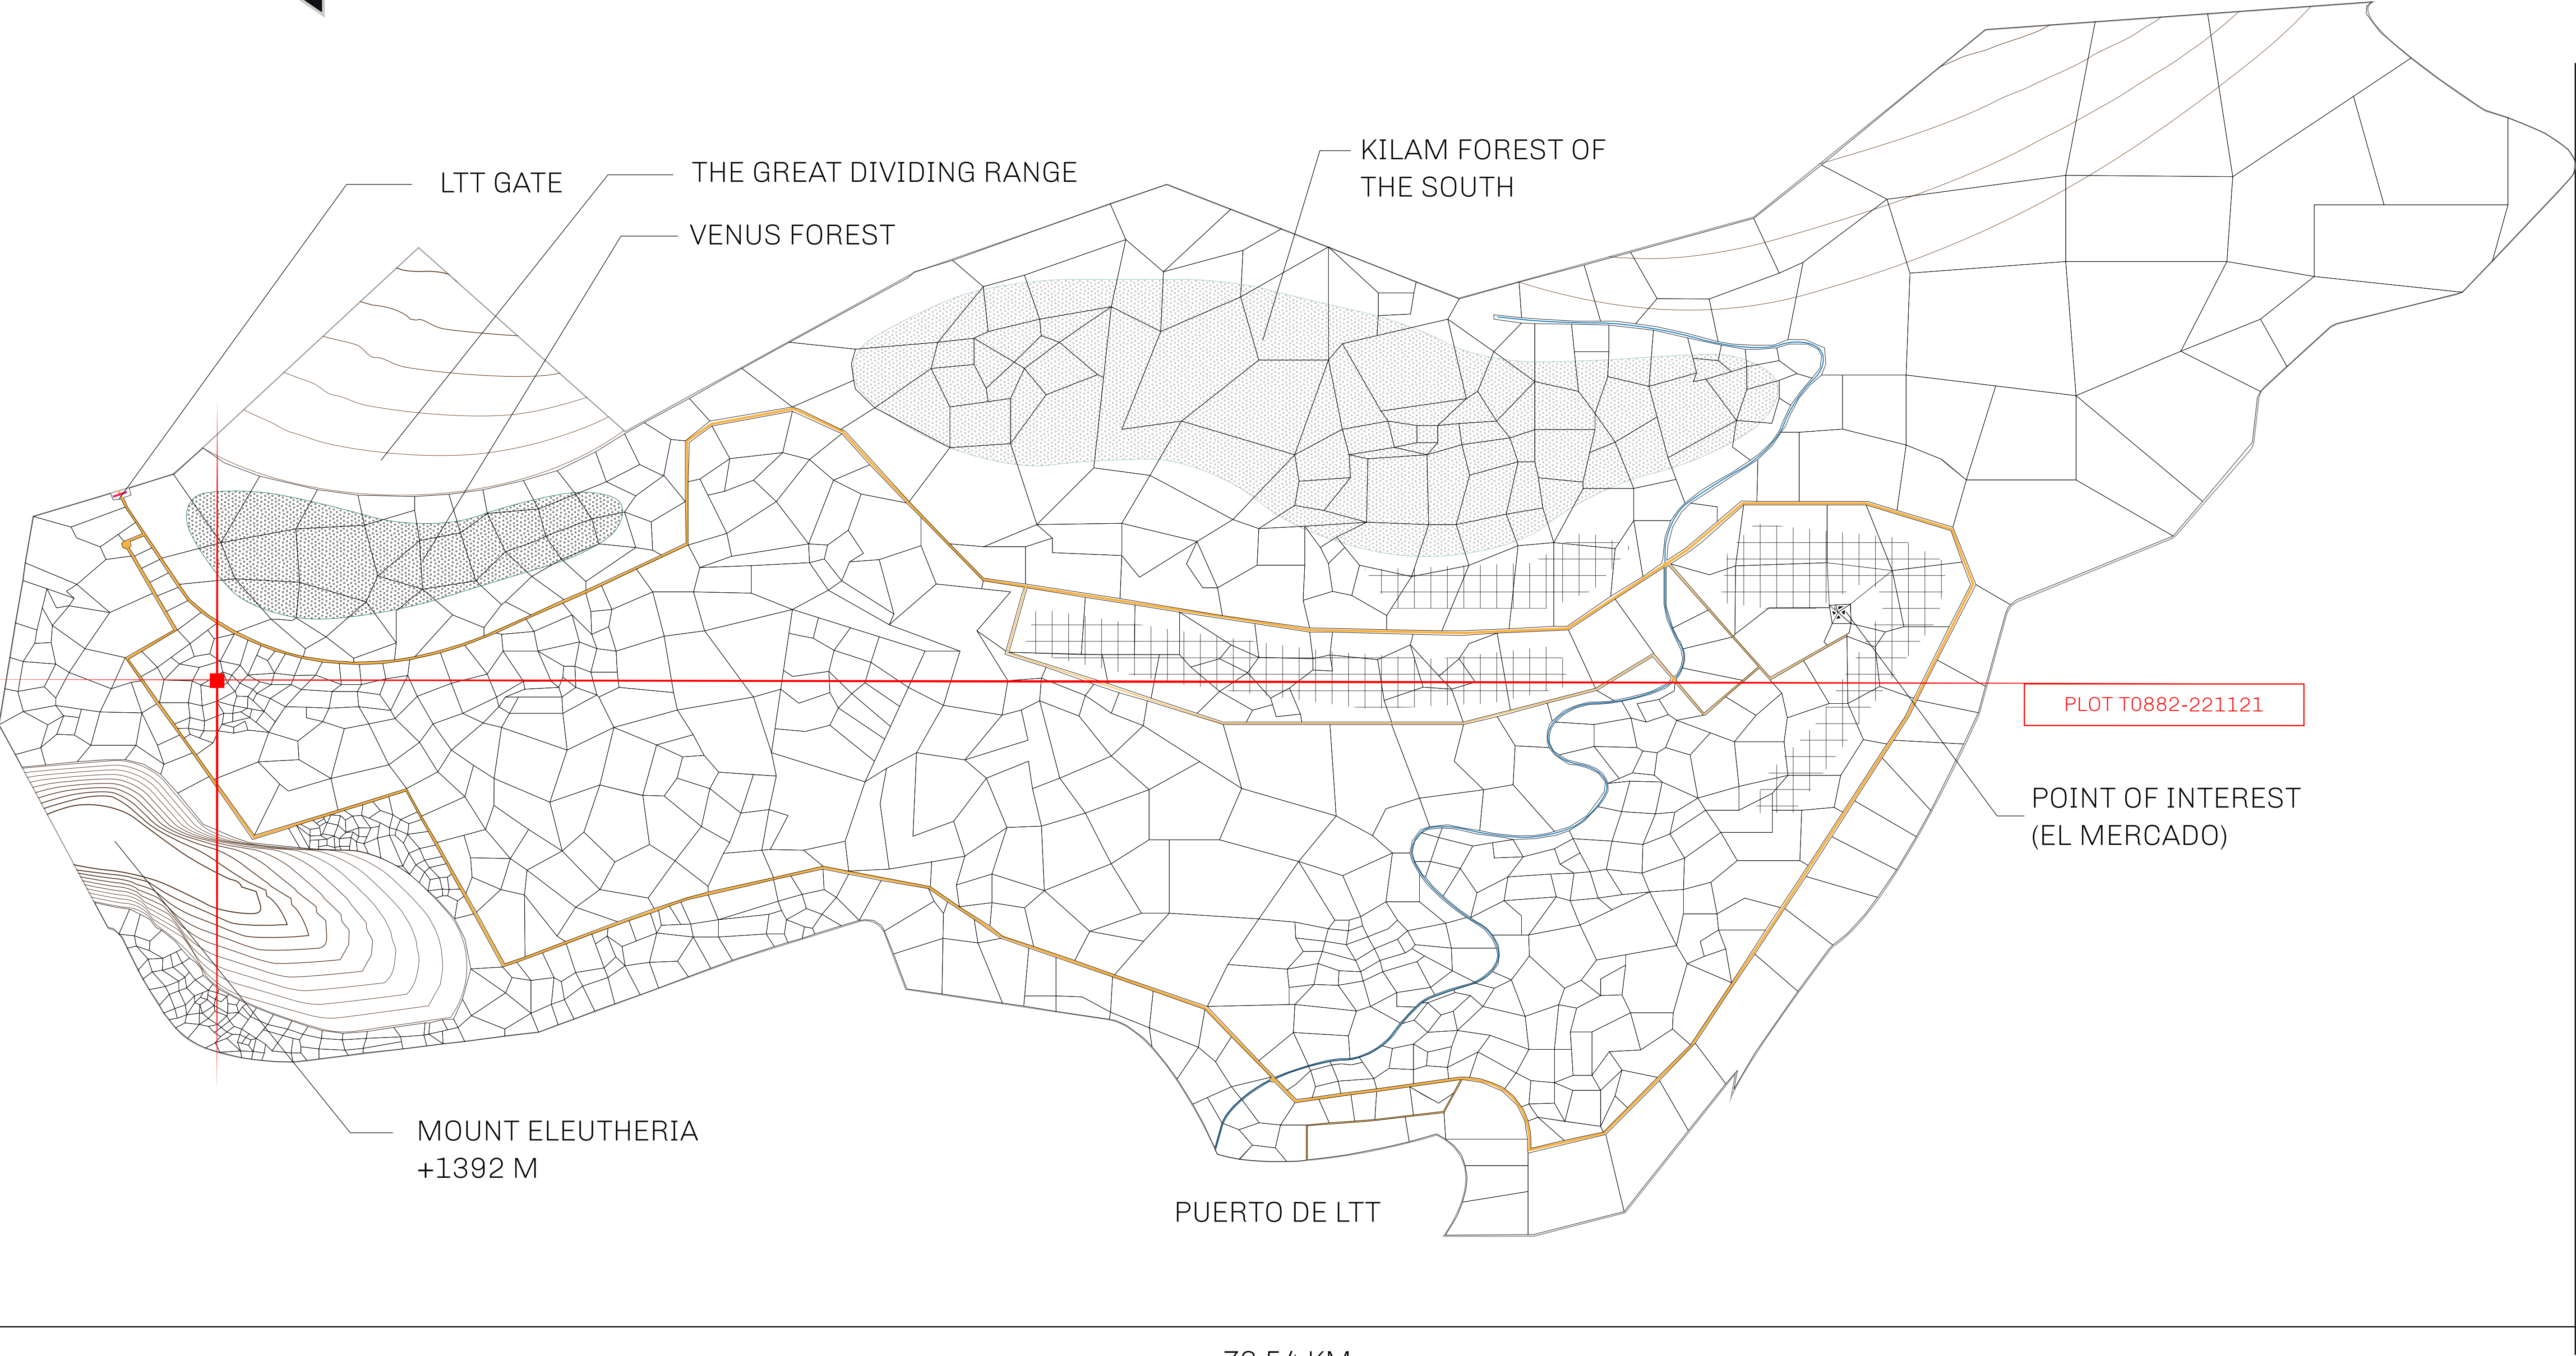 KILAM FOREST OF
THE SOUTH
THE GREAT DIVIDING RANGE
LTT GATE
VENUS FOREST
PLOT T0882-221121
POINT OF INTEREST
(EL MERCADO)
MOUNT ELEUTHERIA
+1392 M
PUERTO DE LTT
KM